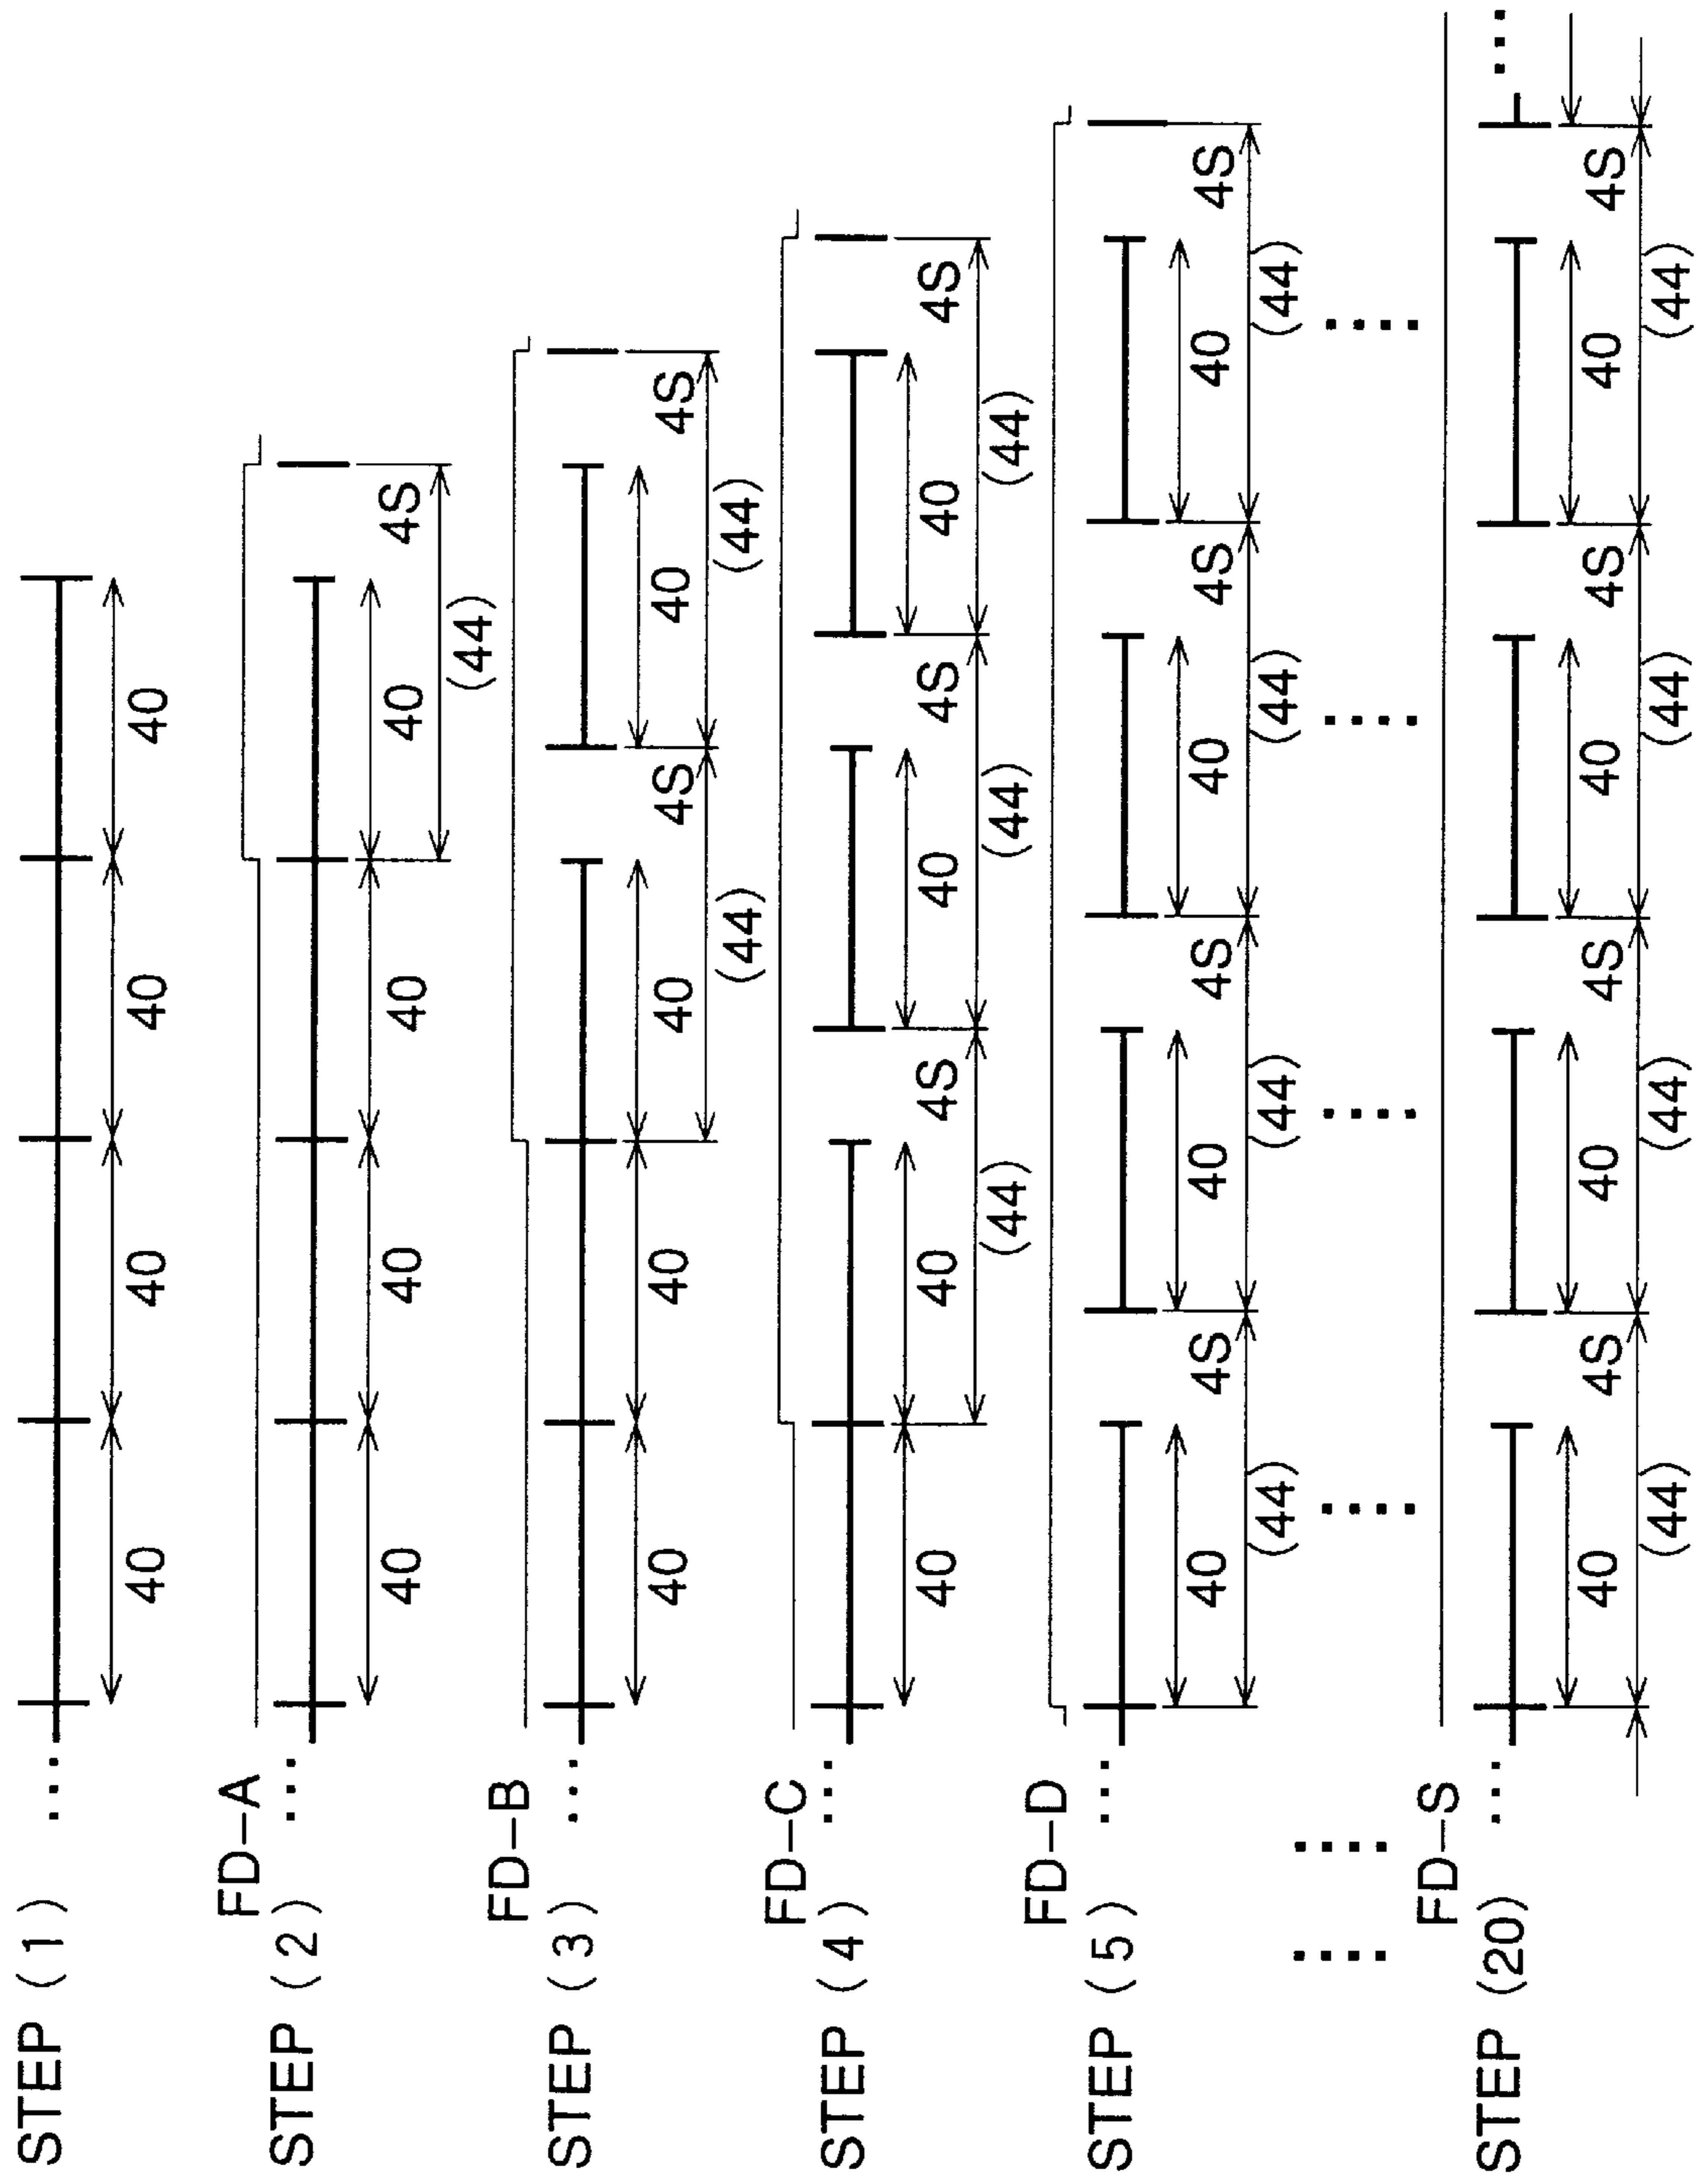 STEP (1) ...
40 40 40 40
FD-A
STEP (2) ...
40 40 40 40 4S
(44)
FD-B
STEP (3) ...
40 40 40 4S 40 4S
(44) (44)
FD-C
STEP (4) ...
40 40 4S 40 4S 40 4S
(44) (44) (44)
FD-D
STEP (5) ...
40 4S 40 4S 40 4S 40 4S
(44) (44) (44) (44)
.... .... .... .... .... ....
FD-S
STEP (20) ... ...
40 4S 40 4S 40 4S 40 4S
(44) (44) (44) (44)